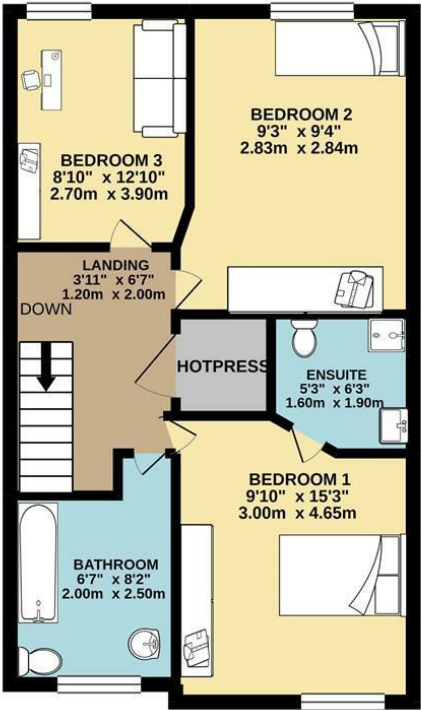 BEDROOM 2
9'3" x 9'4"
2.83m x 2.84m
BEDROOM 3
8'10" x 12'10"
2.70m x 3.90m
LANDING
3'11" x 6'7"
1.20m x 2.00m
DOWN
HOTPRESS
ENSUITE
5'3" x 6'3"
1.60m x 1.90m
BEDROOM 1
9'10" x 15'3"
3.00m x 4.65m
BATHROOM
6'7" x 8'2"
2.00m x 2.50m